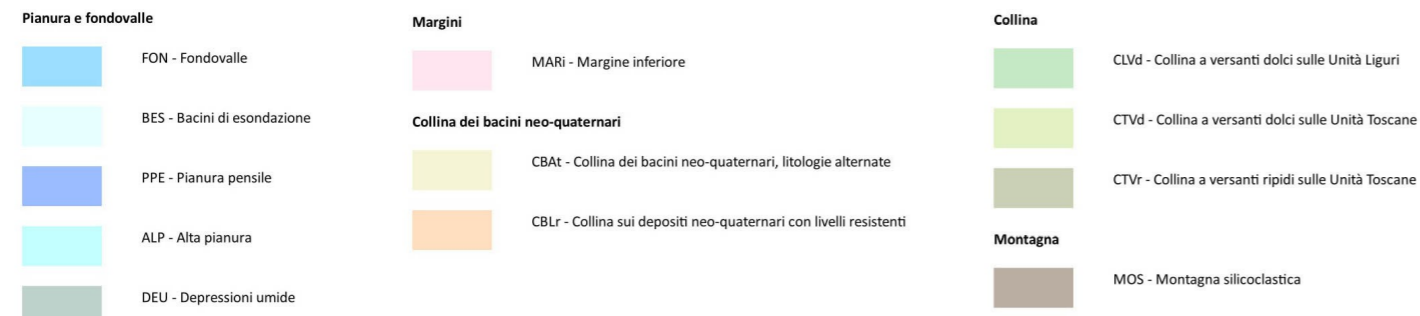 Pianura e fondovalle
FON - Fondovalle
BES - Bacini di esondazione
PPE - Pianura pensile
ALP - Alta pianura
DEU - Depressioni umide
Margini
MARi - Margine inferiore
Collina dei bacini neo-quaternari
CBAt - Collina dei bacini neo-quaternari, litologie alternate
CBLr - Collina sui depositi neo-quaternari con livelli resistenti
Collina
CLVd - Collina a versanti dolci sulle Unità Liguri
CTVd - Collina a versanti dolci sulle Unità Toscane
CTVr - Collina a versanti ripidi sulle Unità Toscane
Montagna
MOS - Montagna silicoclastica